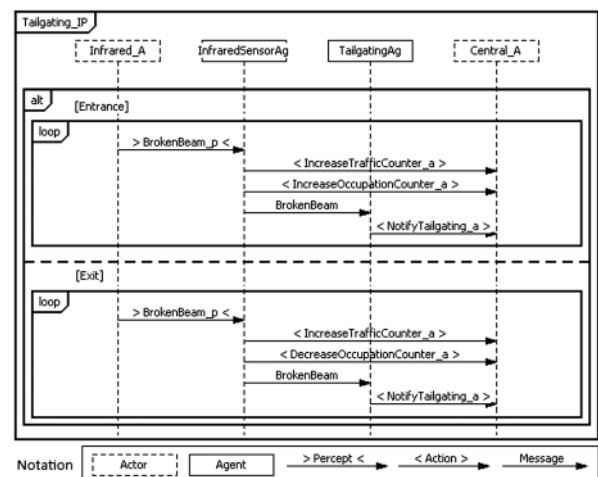 Tailgating_IP
Infrared_A InfraredSensorAg TailgatingAg Central_A
alt [Entrance]
loop
> BrokenBeam_p <
< IncreaseTrafficCounter_a >
< IncreaseOccupationCounter_a >
BrokenBeam
< NotifyTailgating_a >
[Exit]
loop
> BrokenBeam_p <
< IncreaseTrafficCounter_a >
< DecreaseOccupationCounter_a >
BrokenBeam
< NotifyTailgating_a >
Notation Actor Agent > Percept < < Action > Message